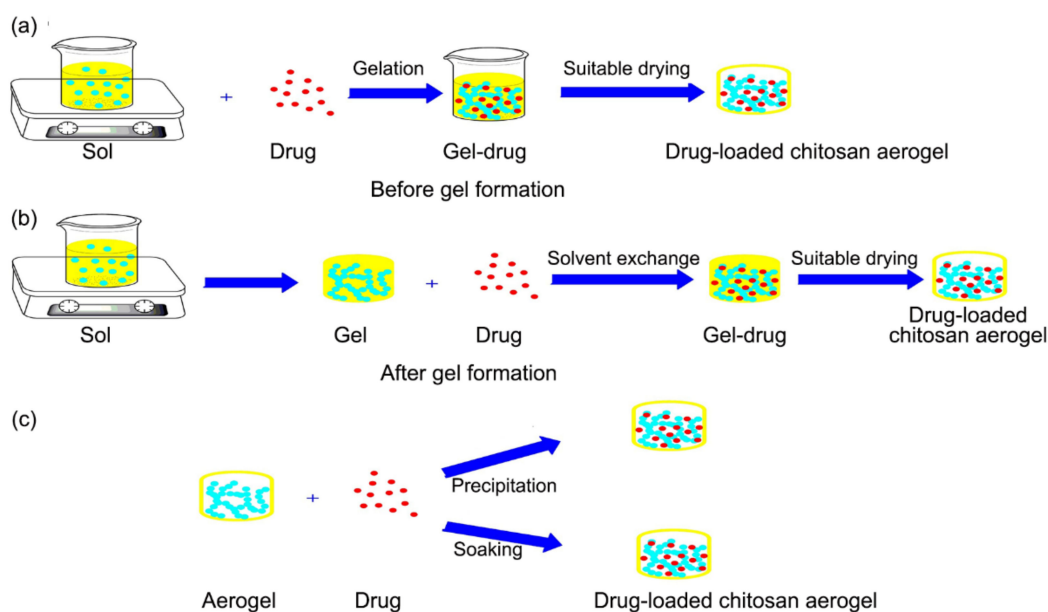 (a)
+
Gelation
Suitable drying
Sol
Drug
Gel-drug
Drug-loaded chitosan aerogel
Before gel formation
(b)
+
Solvent exchange
Suitable drying
Sol
Gel
Drug
Gel-drug
Drug-loaded
chitosan aerogel
After gel formation
(c)
+
Precipitation
Soaking
Aerogel
Drug
Drug-loaded chitosan aerogel